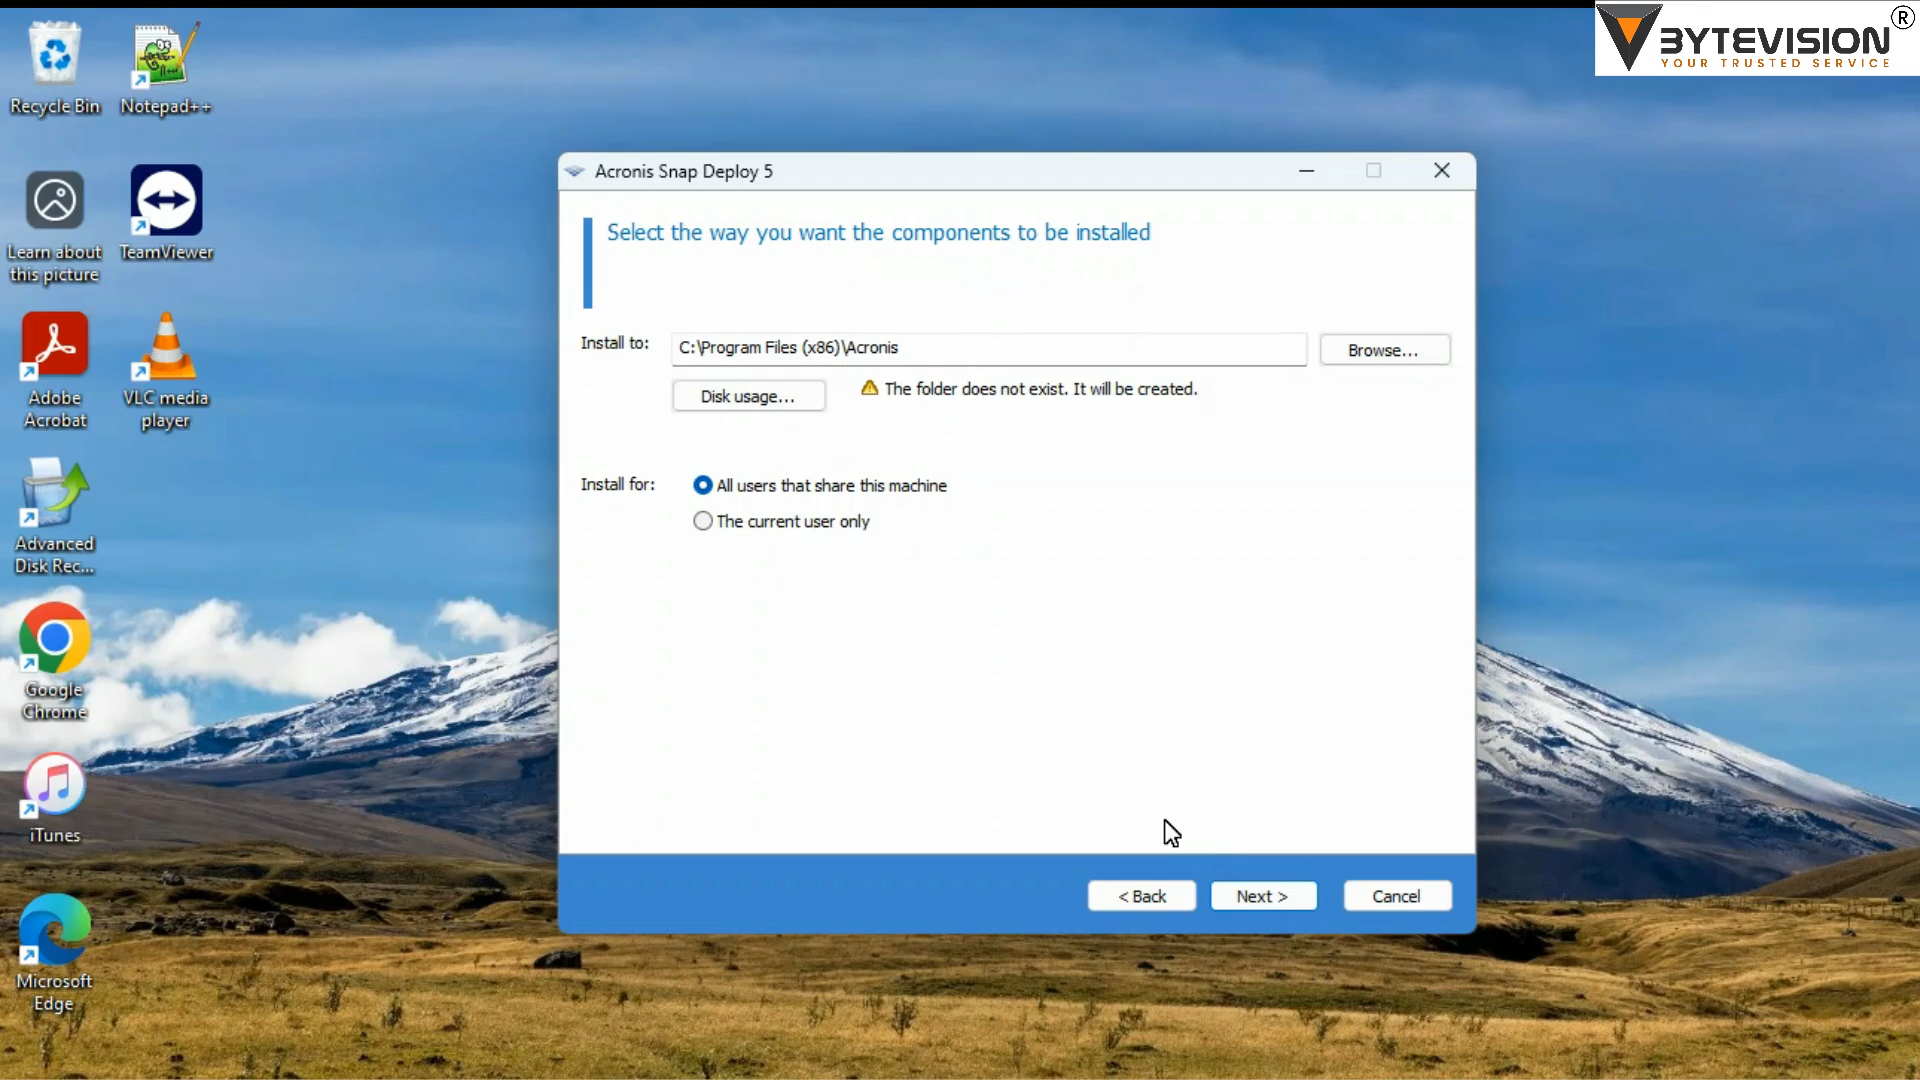 BYTEVISION®
YOUR TRUSTED SERVICE
Recycle Bin
Notepad++
Learn about
this picture
TeamViewer
Adobe
Acrobat
VLC media
player
Advanced
Disk Rec...
Google
Chrome
iTunes
Microsoft
Edge
Acronis Snap Deploy 5
Select the way you want the components to be installed
Install to:
C:\Program Files (x86)\Acronis
Browse...
Disk usage...
The folder does not exist. It will be created.
Install for:
All users that share this machine
The current user only
< Back
Next >
Cancel